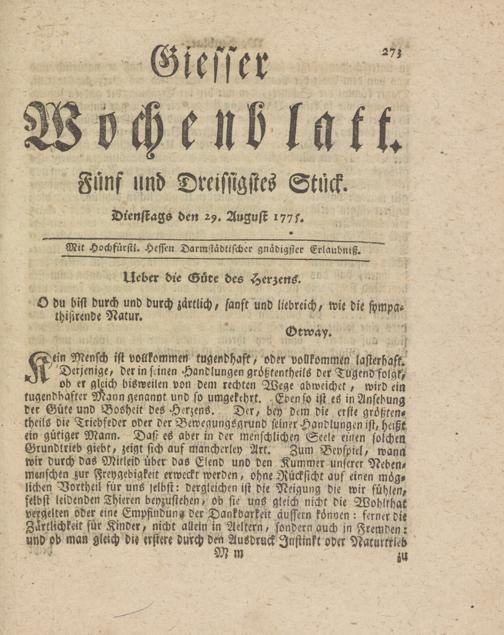 273
Giesser
Wochenblatt.
Fünf und Dreissigstes Stück.
Dienstags den 29. August 1775.
Mit Hochfürstl. Hessen Darmstädtischer gnädigster Erlaubniß.
Ueber die Güte des Herzens.
O du bist durch und durch zärtlich, sanft und liebreich, wie die sympa-
thisirende Natur.
Otway.
Kein Mensch ist vollkommen tugendhaft, oder vollkommen lasterhaft.
Derjenige, der in seinen Handlungen größtentheils der Tugend folgt,
ob er gleich bisweilen von dem rechten Wege abweichet, wird ein
tugendhafter Mann genannt und so umgekehrt. Ebenso ist es in Ansehung
der Güte und Bosheit des Herzens. Der, bey dem die erste größten-
theils die Triebfeder oder der Bewegungsgrund seiner Handlungen ist, heißt
ein gütiger Mann. Daß es aber in der menschlichen Seele einen solchen
Grundtrieb giebt, zeigt sich auf mancherley Art. Zum Beyspiel, wann
wir durch das Mitleid über das Elend und den Kummer unserer Neben-
menschen zur Freygebigkeit erweckt werden, ohne Rücksicht auf einen mög-
lichen Vortheil für uns selbst: dergleichen ist die Neigung die wir fühlen,
selbst leidenden Thieren beyzustehen, ob sie uns gleich nicht die Wohlthat
vergelten oder eine Empfindung der Dankbarkeit äussern können: ferner die
Zärtlichkeit für Kinder, nicht allein in Aeltern, sondern auch in Fremden:
und ob man gleich die erstere durch den Ausdruck Instinkt oder Naturtrieb
M m
zu